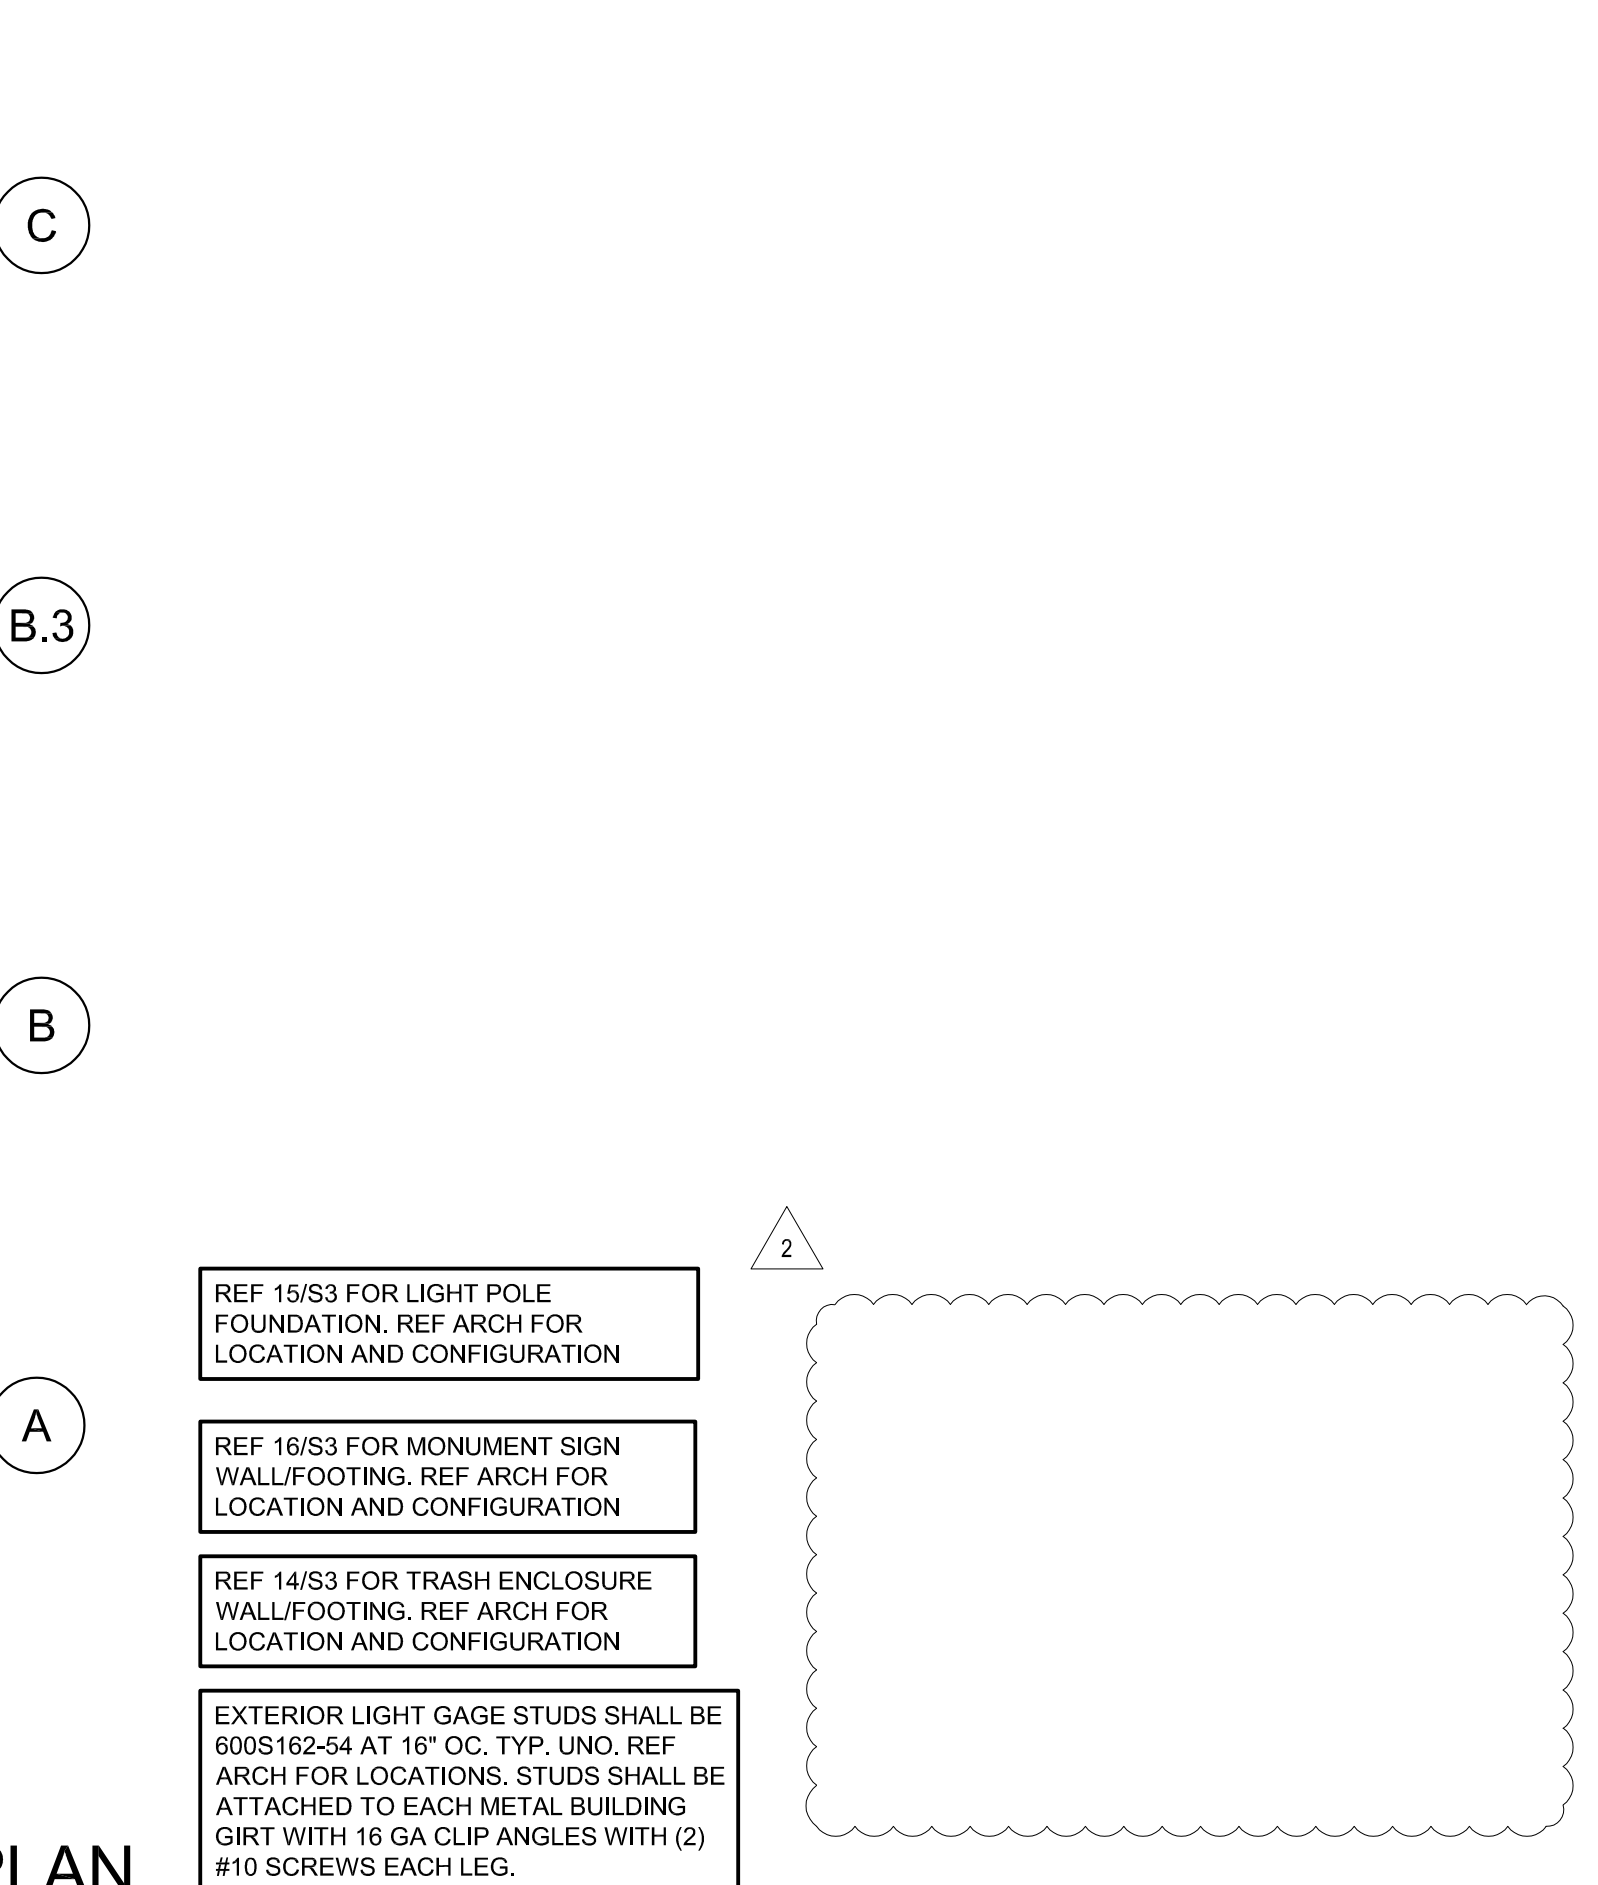 C
B.3
B
2
REF 15/S3 FOR LIGHT POLE
FOUNDATION. REF ARCH FOR
LOCATION AND CONFIGURATION
A
REF 16/S3 FOR MONUMENT SIGN
WALL/FOOTING. REF ARCH FOR
LOCATION AND CONFIGURATION
REF 14/S3 FOR TRASH ENCLOSURE
WALL/FOOTING. REF ARCH FOR
LOCATION AND CONFIGURATION
EXTERIOR LIGHT GAGE STUDS SHALL BE
600S162-54 AT 16" OC. TYP. UNO. REF
ARCH FOR LOCATIONS. STUDS SHALL BE
ATTACHED TO EACH METAL BUILDING
GIRT WITH 16 GA CLIP ANGLES WITH (2)
#10 SCREWS EACH LEG.
PLAN